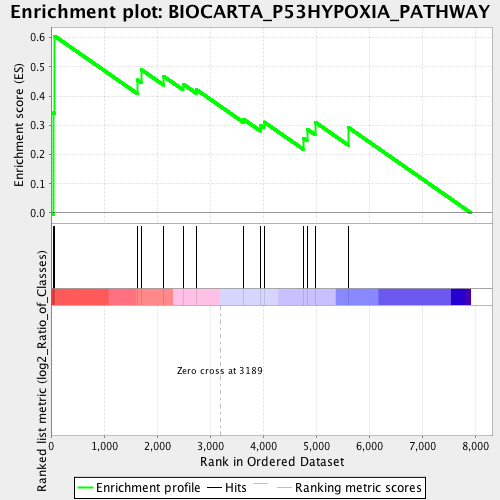 Enrichment plot: BIOCARTA_P53HYPOXIA_PATHWAY
Enrichment score (ES)
0.6
0.5
0.4
0.3
0.2
0.1
0.0
Ranked list metric (log2_Ratio_of_Classes)
Zero cross at 3189
0 1,000 2,000 3,000 4,000 5,000 6,000 7,000 8,000
Rank in Ordered Dataset
Enrichment profile Hits Ranking metric scores